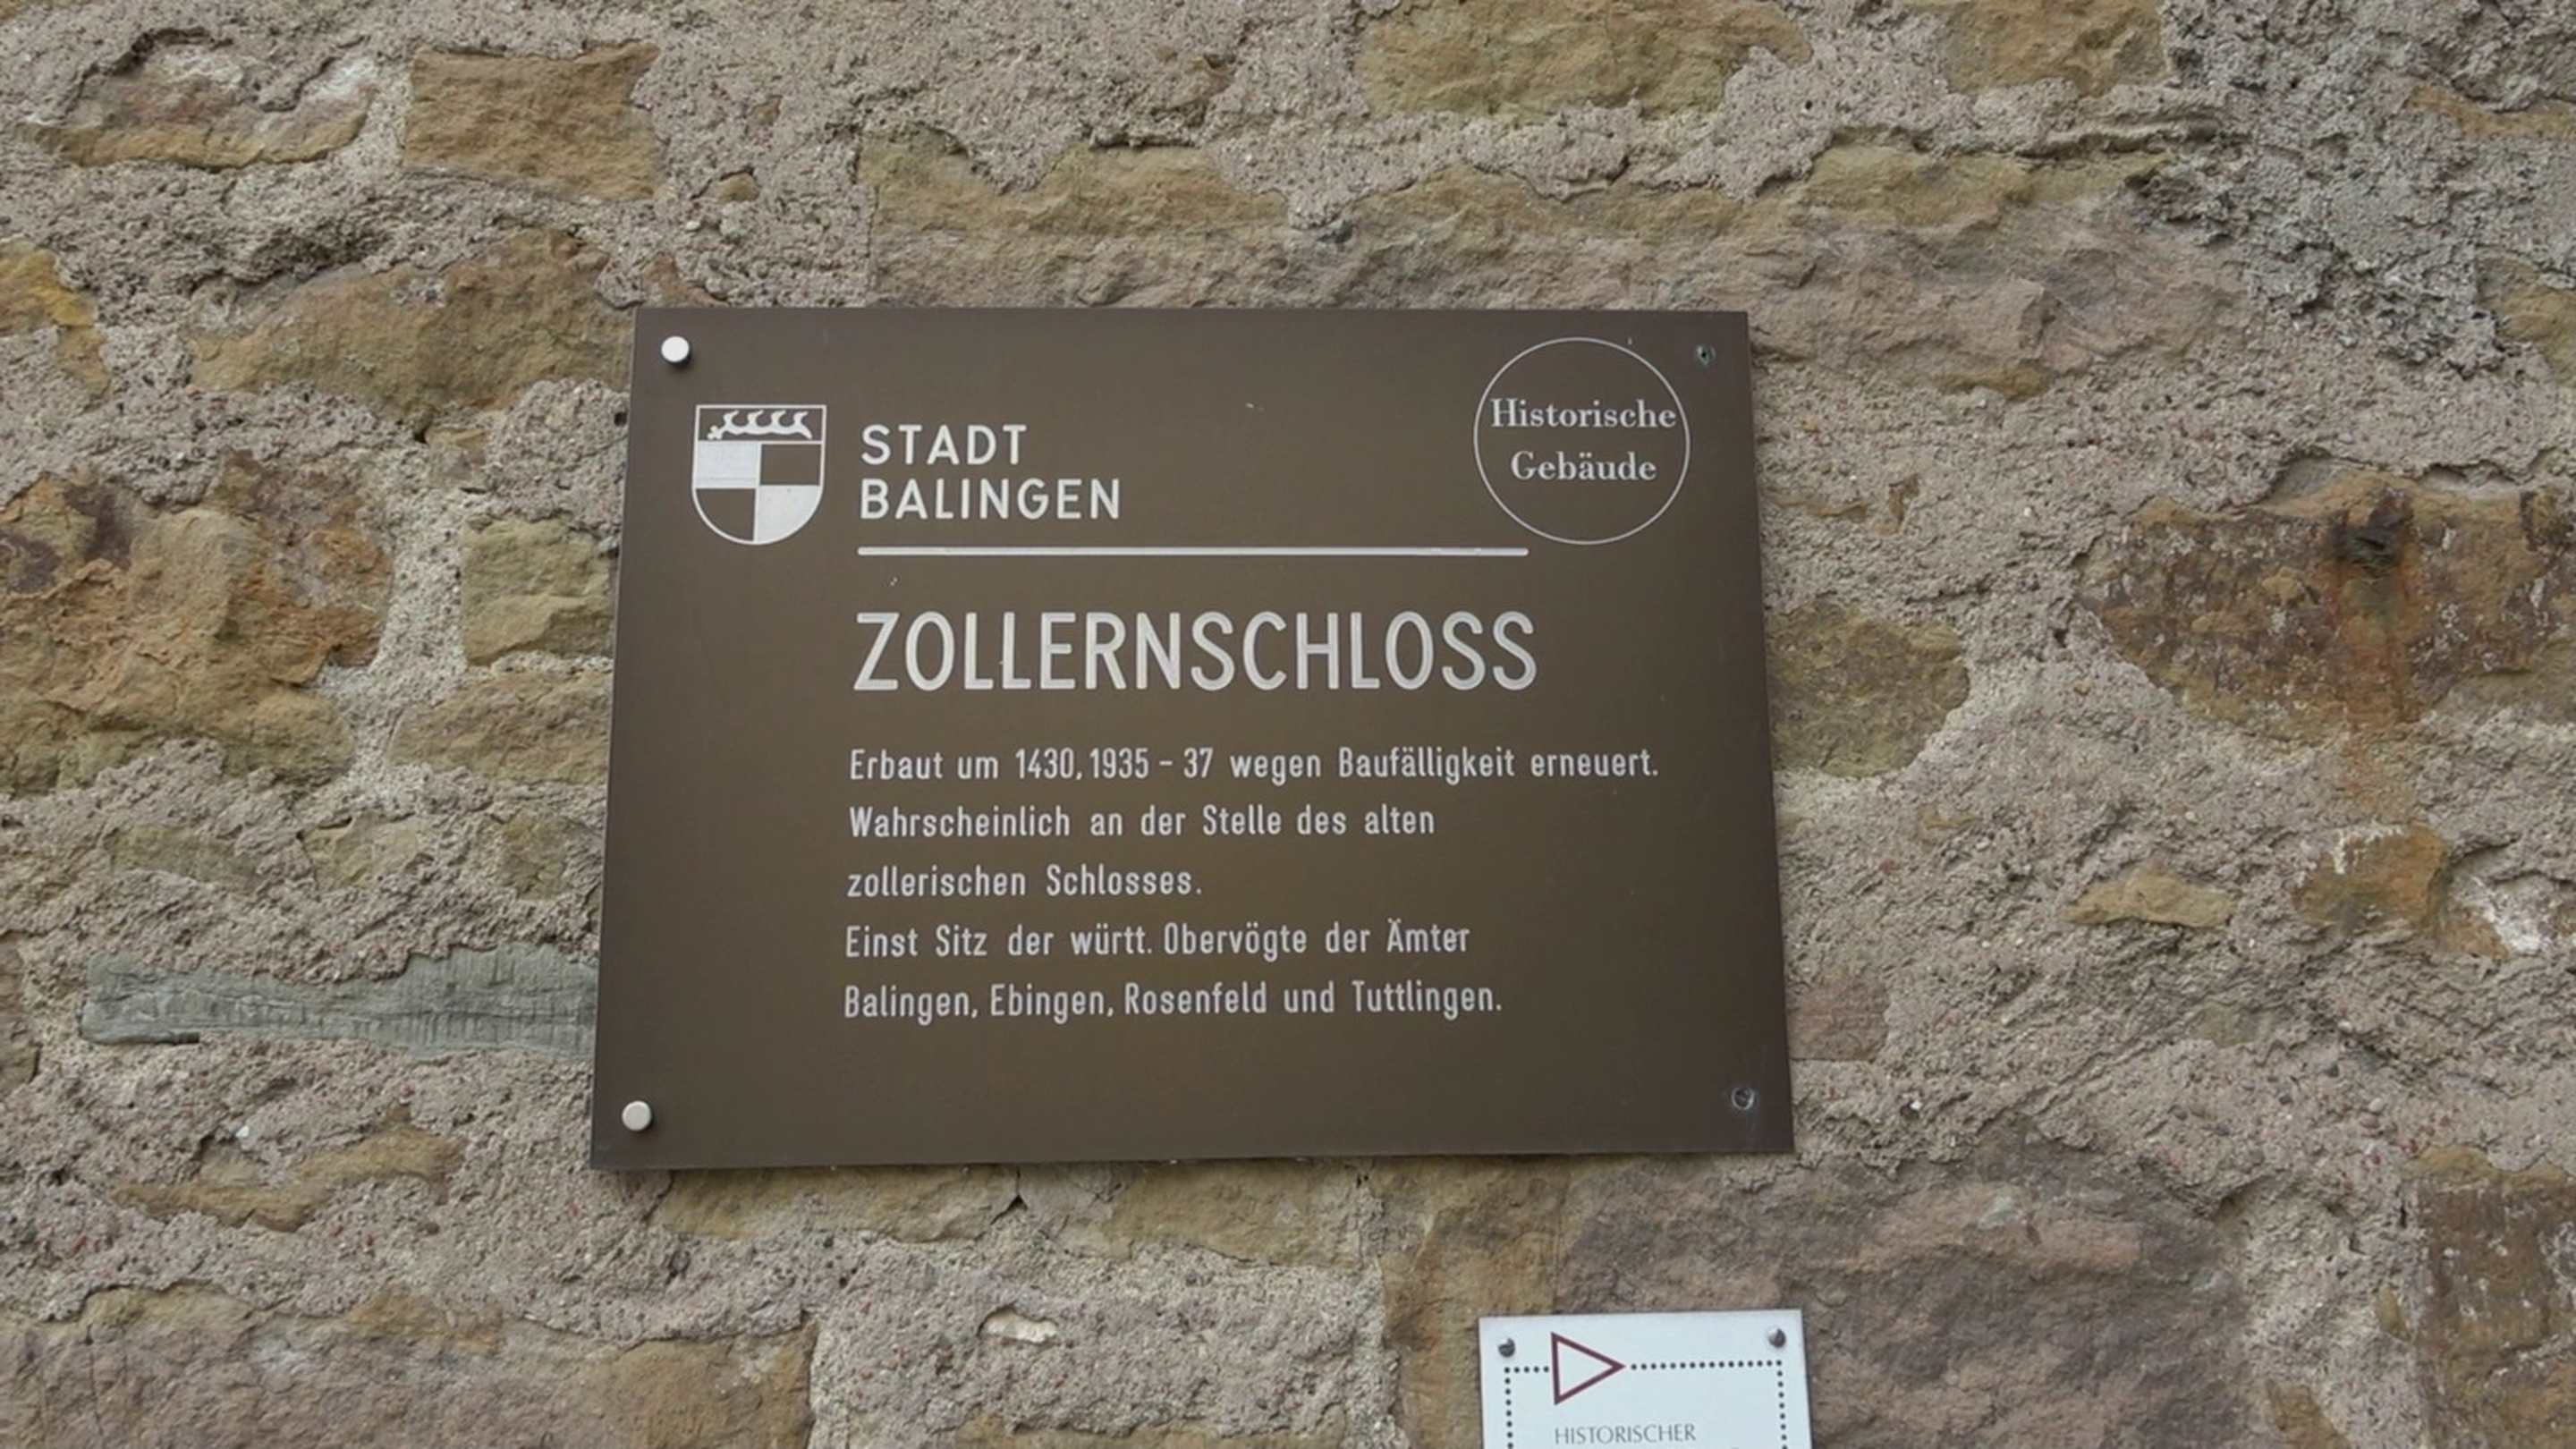 STADT
BALINGEN
Historische
Gebäude
ZOLLERNSCHLOSS
Erbaut um 1430, 1935 - 37 wegen Baufälligkeit erneuert.
Wahrscheinlich an der Stelle des alten
zollerischen Schlosses.
Einst Sitz der württ. Obervögte der Ämter
Balingen, Ebingen, Rosenfeld und Tuttlingen.
HISTORISCHER